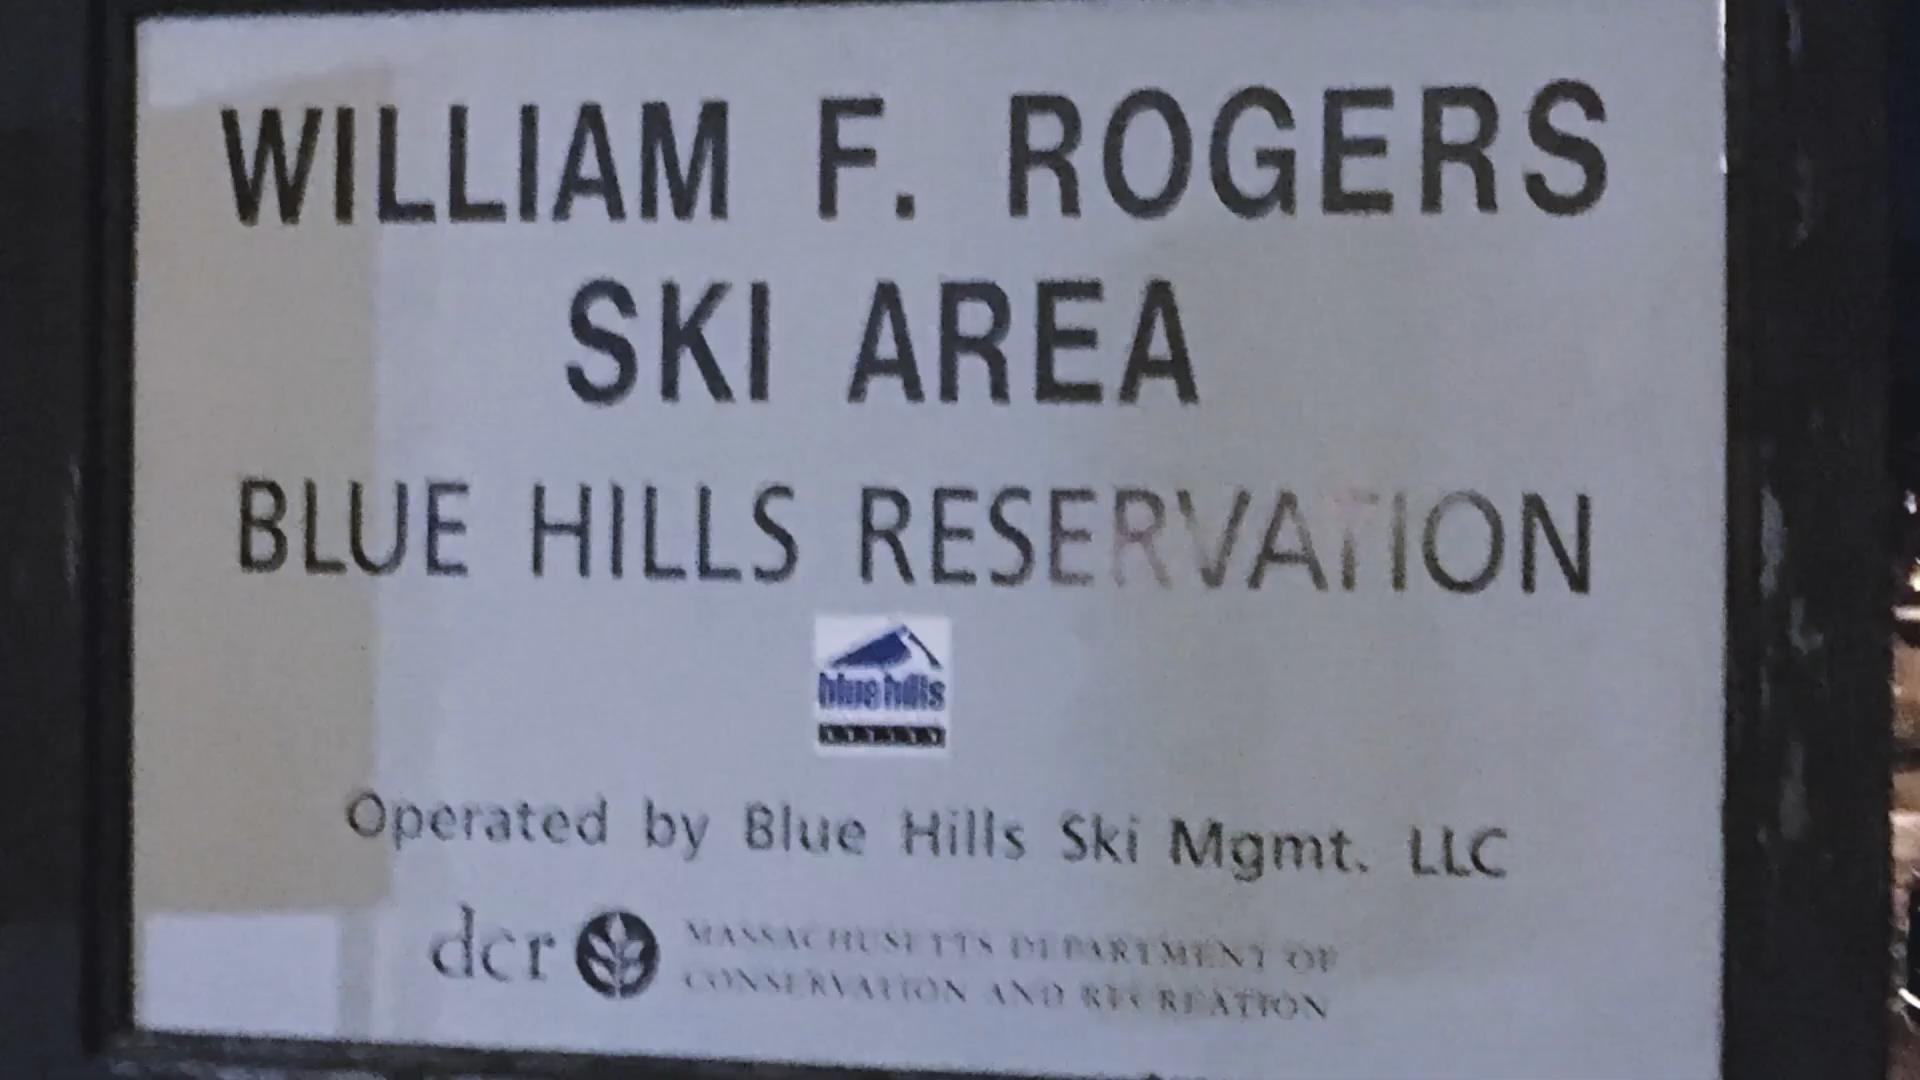 WILLIAM F. ROGERS
SKI AREA
BLUE HILLS RESERVATION
blue hills
Operated by Blue Hills Ski Mgmt. LLC
dcr
MASSACHUSETTS DEPARTMENT OF
CONSERVATION AND RECREATION